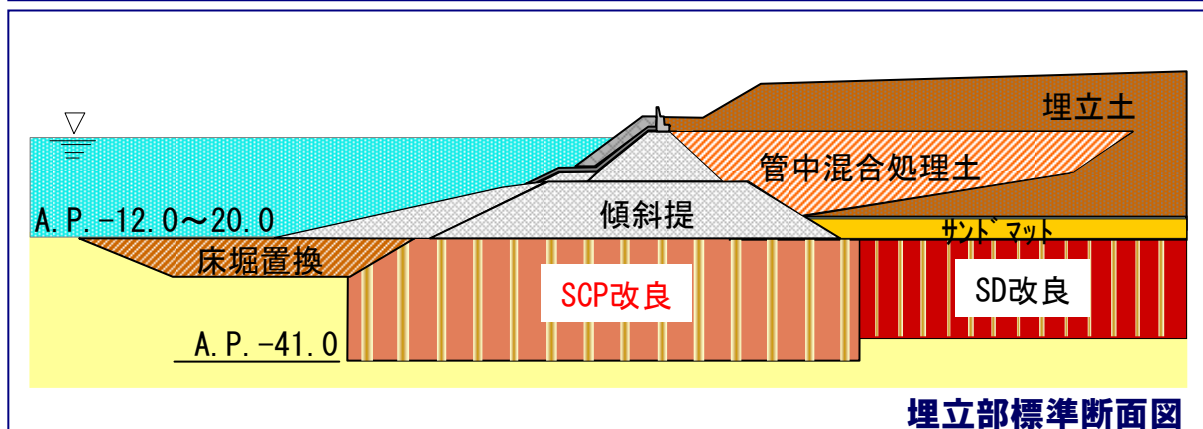 埋立土
管中混合処理土
A.P.-12.0～20.0
傾斜提
サンドマット
床堀置換
SCP改良
SD改良
A.P.-41.0
埋立部標準断面図